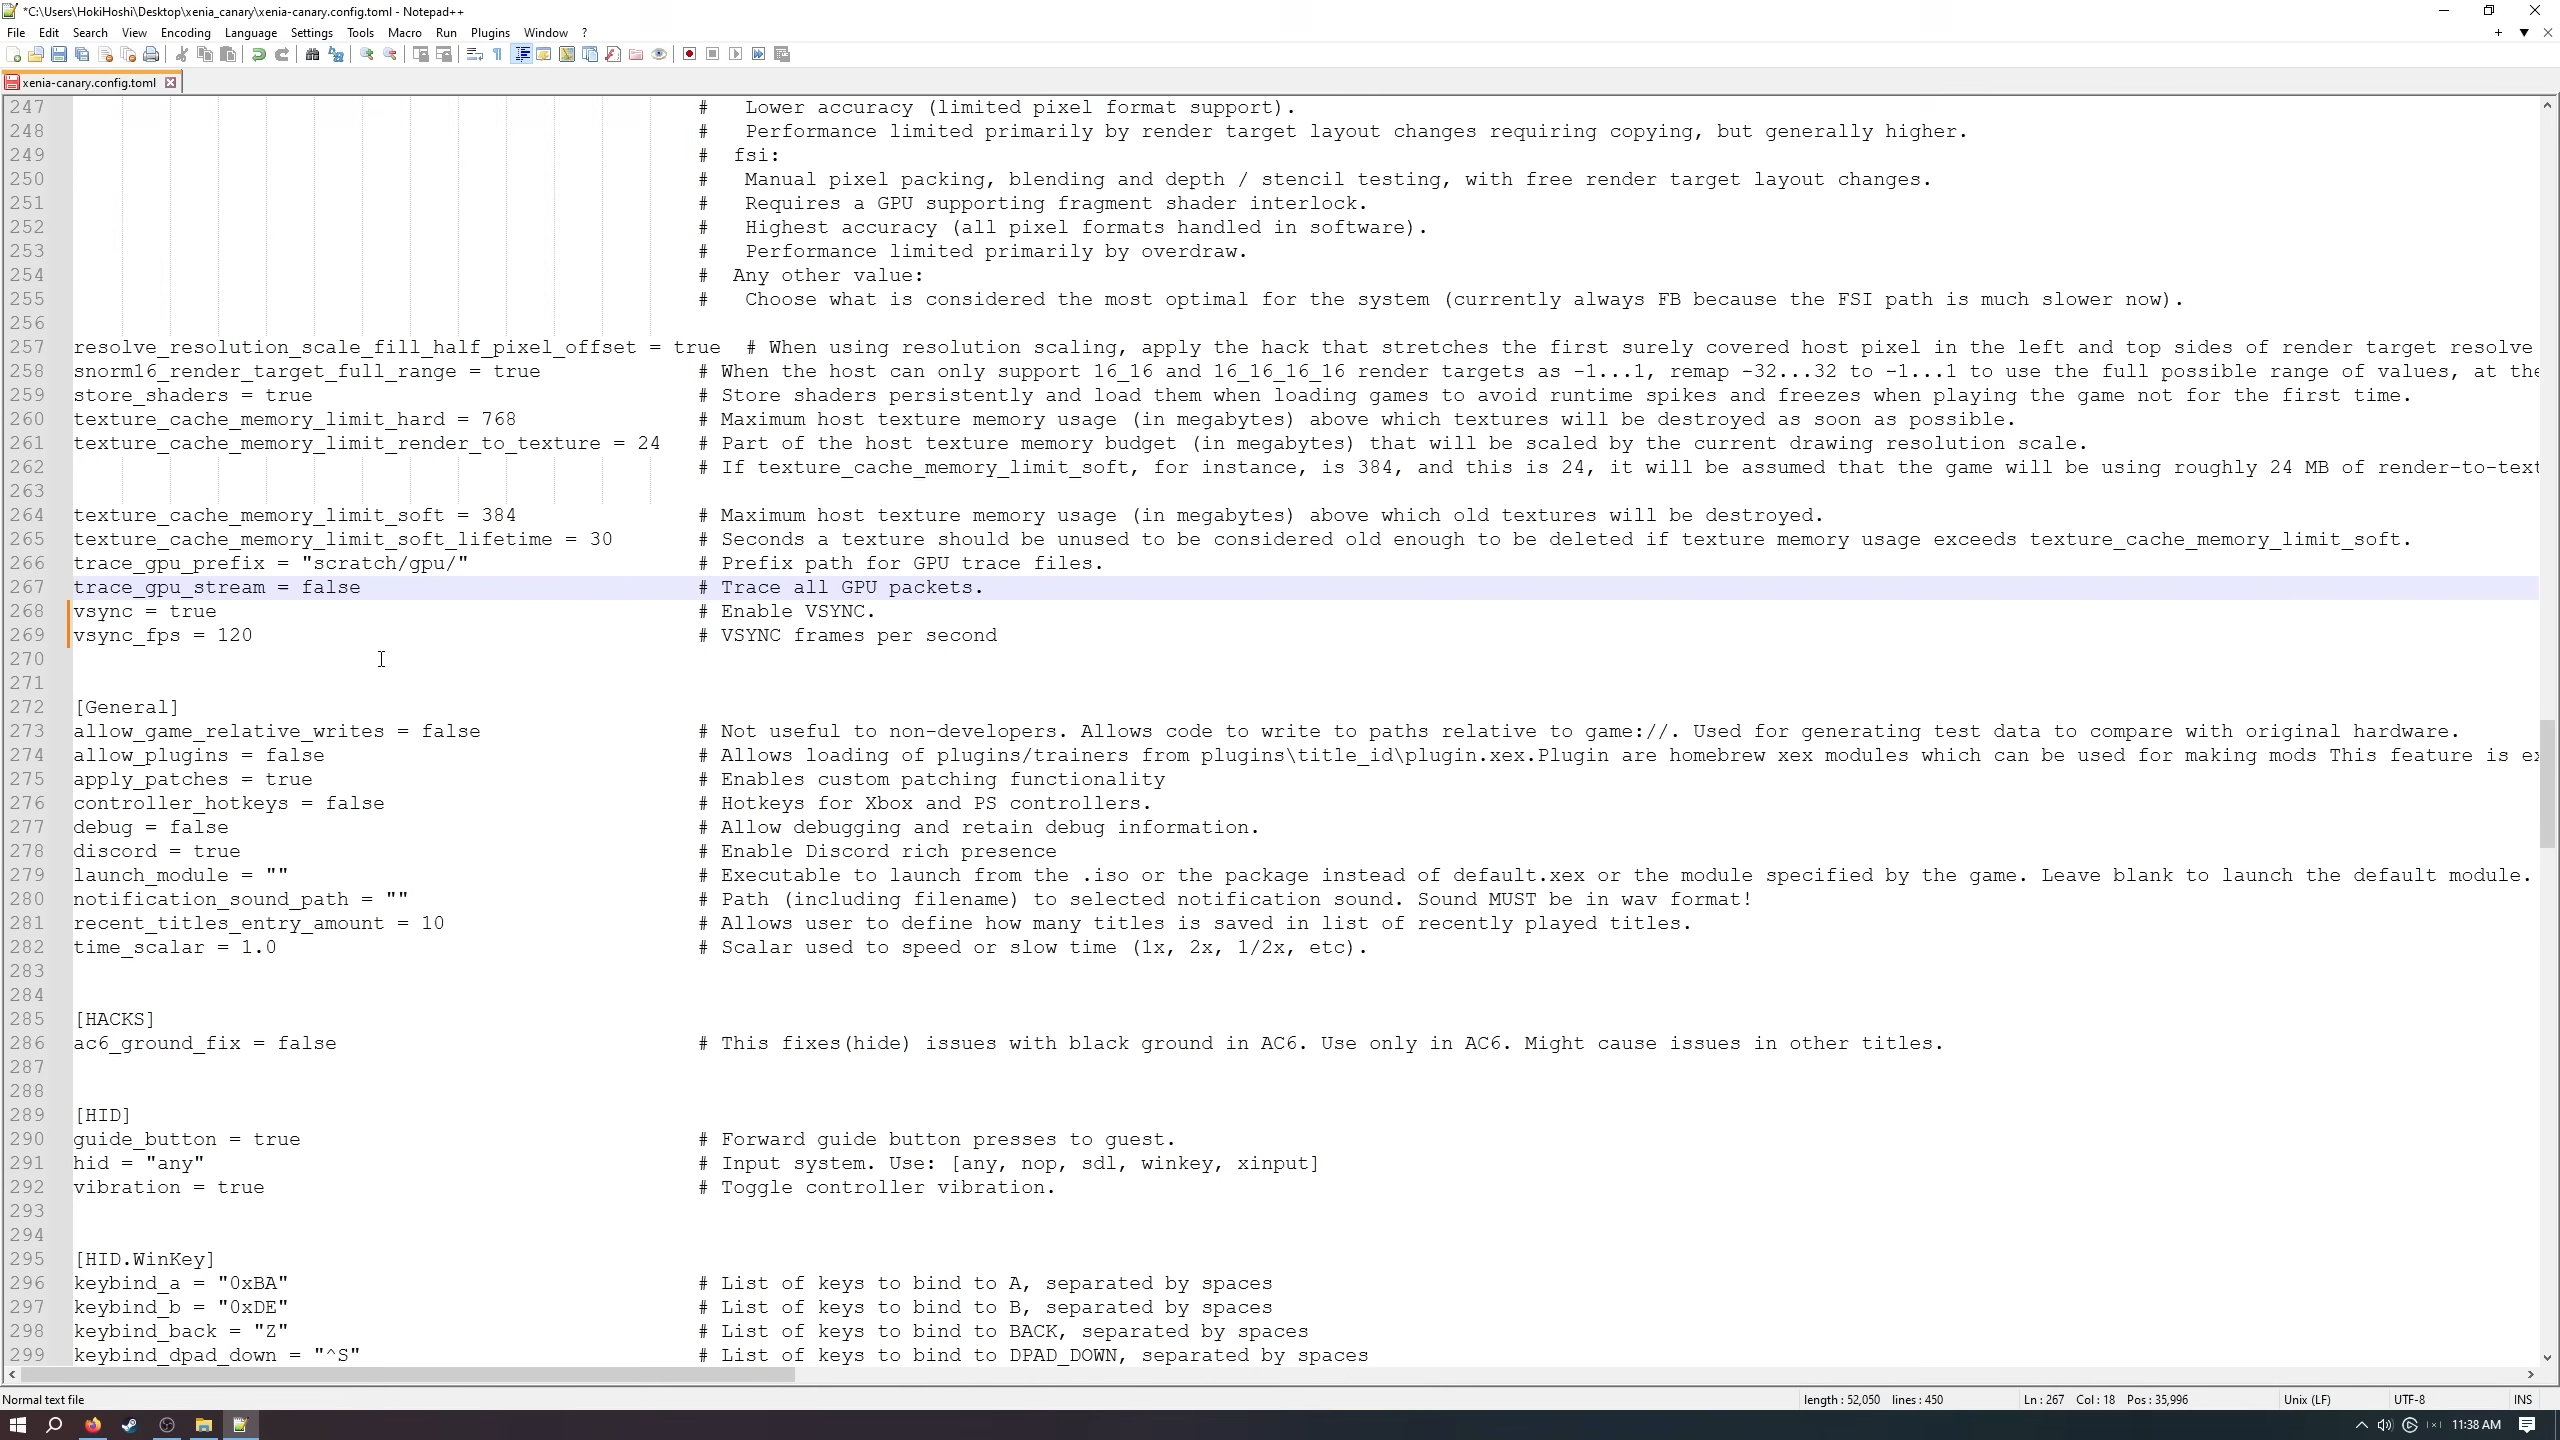 *C:\Users\HokiHoshi\Desktop\xenia_canary\xenia-canary.config.toml - Notepad++
File Edit Search View Encoding Language Settings Tools Macro Run Plugins Window ?
xenia-canary.config.toml
247 # Lower accuracy (limited pixel format support).
248 # Performance limited primarily by render target layout changes requiring copying, but generally higher.
249 # fsi:
250 # Manual pixel packing, blending and depth / stencil testing, with free render target layout changes.
251 # Requires a GPU supporting fragment shader interlock.
252 # Highest accuracy (all pixel formats handled in software).
253 # Performance limited primarily by overdraw.
254 # Any other value:
255 # Choose what is considered the most optimal for the system (currently always FB because the FSI path is much slower now).
256
257 resolve_resolution_scale_fill_half_pixel_offset = true # When using resolution scaling, apply the hack that stretches the first surely covered host pixel in the left and top sides of render target resolve
258 snorm16_render_target_full_range = true # When the host can only support 16_16 and 16_16_16_16 render targets as -1...1, remap -32...32 to -1...1 to use the full possible range of values, at the
259 store_shaders = true # Store shaders persistently and load them when loading games to avoid runtime spikes and freezes when playing the game not for the first time.
260 texture_cache_memory_limit_hard = 768 # Maximum host texture memory usage (in megabytes) above which textures will be destroyed as soon as possible.
261 texture_cache_memory_limit_render_to_texture = 24 # Part of the host texture memory budget (in megabytes) that will be scaled by the current drawing resolution scale.
262 # If texture_cache_memory_limit_soft, for instance, is 384, and this is 24, it will be assumed that the game will be using roughly 24 MB of render-to-text
263
264 texture_cache_memory_limit_soft = 384 # Maximum host texture memory usage (in megabytes) above which old textures will be destroyed.
265 texture_cache_memory_limit_soft_lifetime = 30 # Seconds a texture should be unused to be considered old enough to be deleted if texture memory usage exceeds texture_cache_memory_limit_soft.
266 trace_gpu_prefix = "scratch/gpu/" # Prefix path for GPU trace files.
267 trace_gpu_stream = false # Trace all GPU packets.
268 vsync = true # Enable VSYNC.
269 vsync_fps = 120 # VSYNC frames per second
270
271
272 [General]
273 allow_game_relative_writes = false # Not useful to non-developers. Allows code to write to paths relative to game://. Used for generating test data to compare with original hardware.
274 allow_plugins = false # Allows loading of plugins/trainers from plugins\title_id\plugin.xex.Plugin are homebrew xex modules which can be used for making mods This feature is ex
275 apply_patches = true # Enables custom patching functionality
276 controller_hotkeys = false # Hotkeys for Xbox and PS controllers.
277 debug = false # Allow debugging and retain debug information.
278 discord = true # Enable Discord rich presence
279 launch_module = "" # Executable to launch from the .iso or the package instead of default.xex or the module specified by the game. Leave blank to launch the default module.
280 notification_sound_path = "" # Path (including filename) to selected notification sound. Sound MUST be in wav format!
281 recent_titles_entry_amount = 10 # Allows user to define how many titles is saved in list of recently played titles.
282 time_scalar = 1.0 # Scalar used to speed or slow time (1x, 2x, 1/2x, etc).
283
284
285 [HACKS]
286 ac6_ground_fix = false # This fixes(hide) issues with black ground in AC6. Use only in AC6. Might cause issues in other titles.
287
288
289 [HID]
290 guide_button = true # Forward guide button presses to guest.
291 hid = "any" # Input system. Use: [any, nop, sdl, winkey, xinput]
292 vibration = true # Toggle controller vibration.
293
294
295 [HID.WinKey]
296 keybind_a = "0xBA" # List of keys to bind to A, separated by spaces
297 keybind_b = "0xDE" # List of keys to bind to B, separated by spaces
298 keybind_back = "Z" # List of keys to bind to BACK, separated by spaces
299 keybind_dpad_down = "^S" # List of keys to bind to DPAD_DOWN, separated by spaces
Normal text file length : 52,050 lines : 450 Ln : 267 Col : 18 Pos : 35,996 Unix (LF) UTF-8 INS
11:38 AM